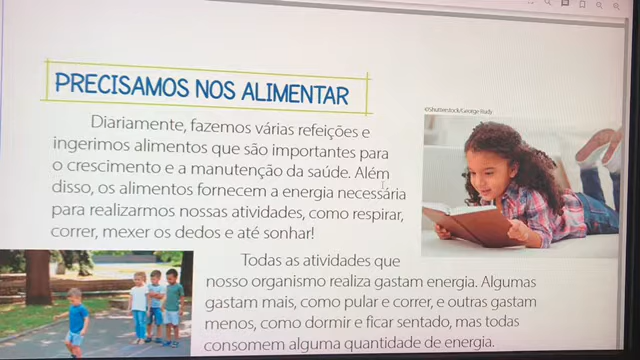 PRECISAMOS NOS ALIMENTAR
©Shutterstock/George Rudy
Diariamente, fazemos várias refeições e
ingerimos alimentos que são importantes para
o crescimento e a manutenção da saúde. Além
disso, os alimentos fornecem a energia necessária
para realizarmos nossas atividades, como respirar,
correr, mexer os dedos e até sonhar!
Todas as atividades que
nosso organismo realiza gastam energia. Algumas
gastam mais, como pular e correr, e outras gastam
menos, como dormir e ficar sentado, mas todas
consomem alguma quantidade de energia.